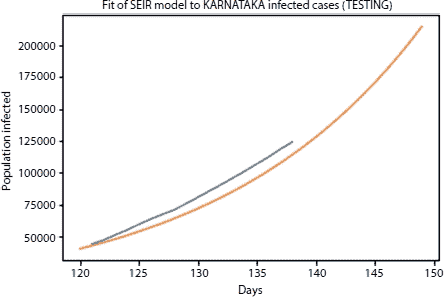 Fit of SEIR model to KARNATAKA infected cases (TESTING)
Population infected
200000
175000
150000
125000
100000
75000
50000
120 125 130 135 140 145 150
Days